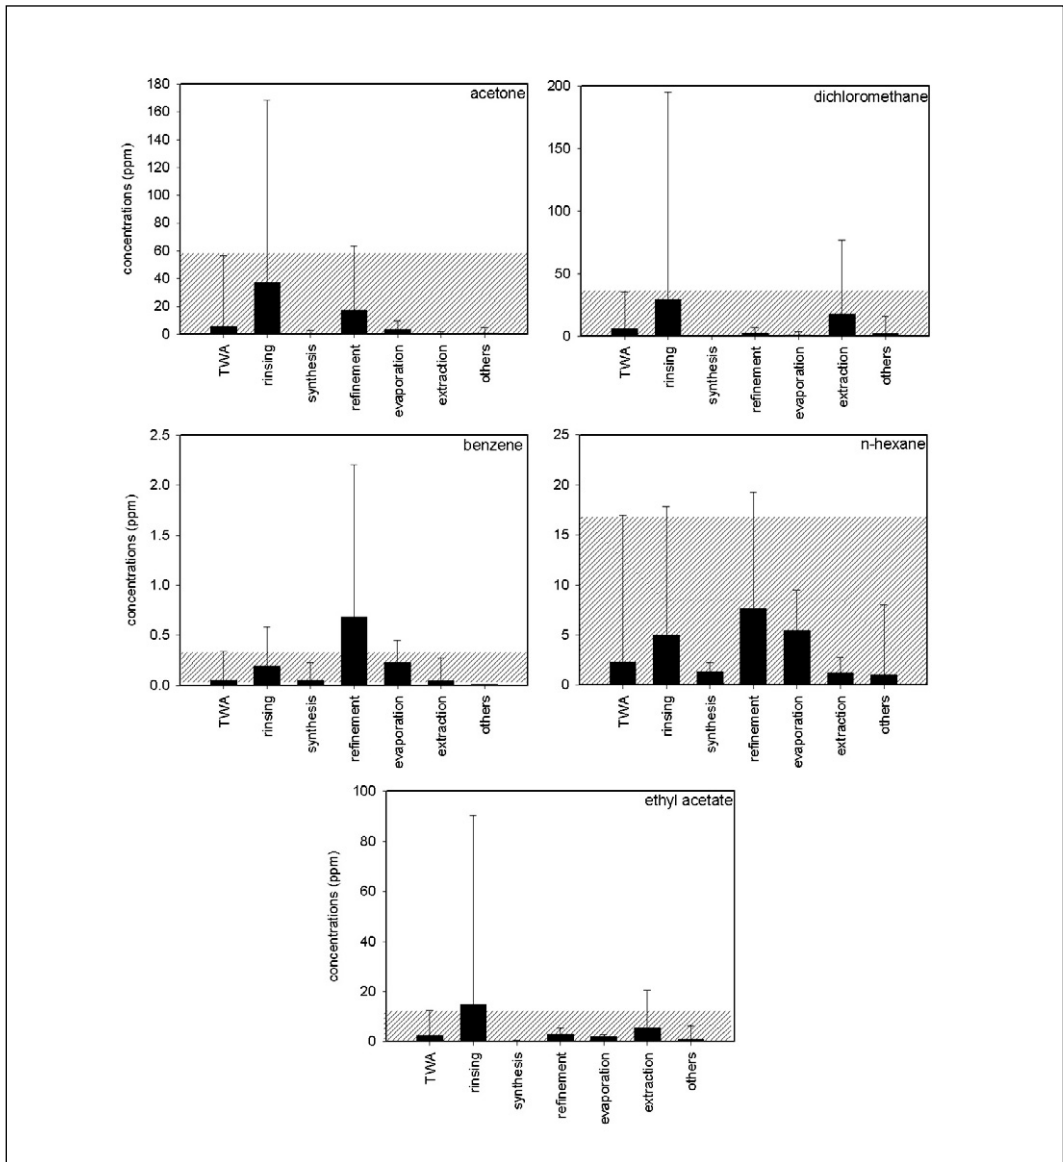 acetone
concentrations (ppm)
180
160
140
120
100
80
60
40
20
0
TWA
rinsing
synthesis
refinement
evaporation
extraction
others
dichloromethane
200
150
100
50
0
TWA
rinsing
synthesis
refinement
evaporation
extraction
others
benzene
concentrations (ppm)
2.5
2.0
1.5
1.0
0.5
0.0
TWA
rinsing
synthesis
refinement
evaporation
extraction
others
n-hexane
25
20
15
10
5
0
TWA
rinsing
synthesis
refinement
evaporation
extraction
others
ethyl acetate
concentrations (ppm)
100
80
60
40
20
0
TWA
rinsing
synthesis
refinement
evaporation
extraction
others